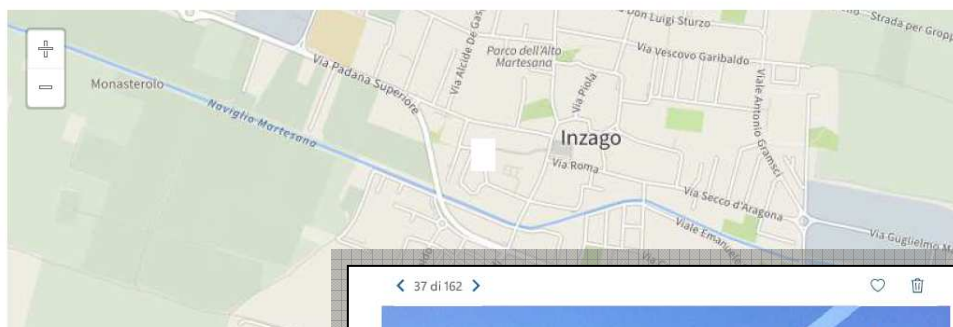 Don Luigi Sturzo
Strada per Gropp
Via Alcide De Gas
Parco dell'Alto
Martesana
Via Vescovo Garibaldo
Via Padana Superiore
Monasterolo
Via Piola
Viale Antonio Gramsci
Naviglio Martesana
Inzago
Via Roma
Via Secco d'Aragona
Viale Emanuele
Via Guglielmo M
37 di 162